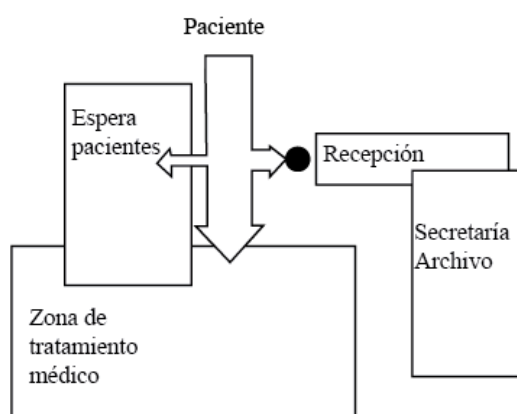 Paciente
Espera
pacientes
Recepción
Secretaría
Archivo
Zona de
tratamiento
médico